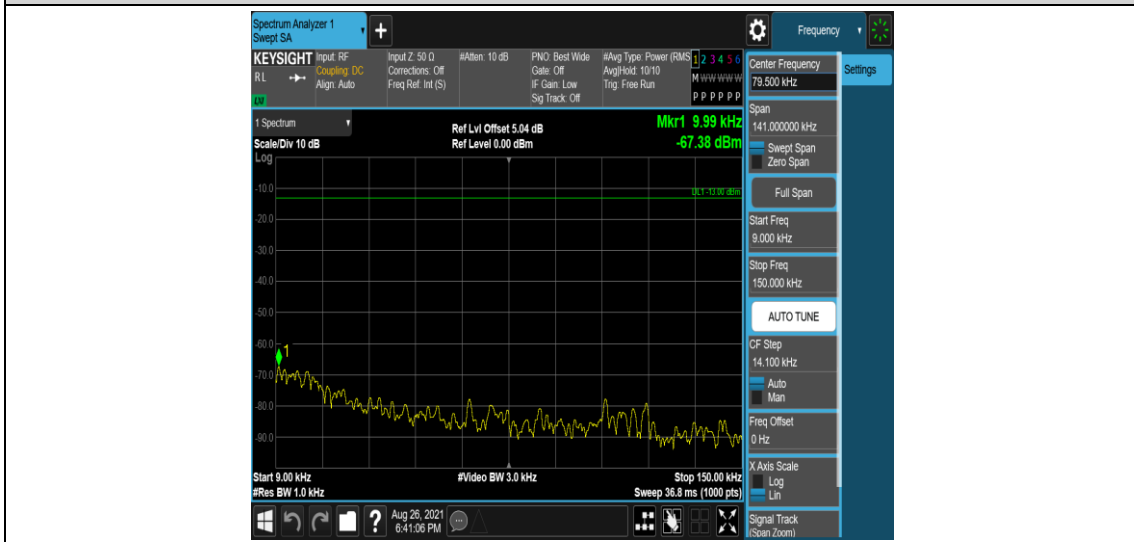 Spectrum Analyzer 1
Swept SA
+
Frequency
KEYSIGHT
RL
LXI
Input: RF
Coupling: DC
Align: Auto
Input Z: 50 Ω
Corrections: Off
Freq Ref: Int (S)
#Atten: 10 dB
PNO: Best Wide
Gate: Off
IF Gain: Low
Sig Track: Off
#Avg Type: Power (RMS
Avg|Hold: 10/10
Trig: Free Run
1 2 3 4 5 6
M W W W W W
P P P P P P
1 Spectrum
Scale/Div 10 dB
Ref Lvl Offset 5.04 dB
Ref Level 0.00 dBm
Mkr1 9.99 kHz
-67.38 dBm
Log
DL1 -13.00 dBm
-10.0
-20.0
-30.0
-40.0
-50.0
-60.0
1
-70.0
-80.0
-90.0
Start 9.00 kHz
#Res BW 1.0 kHz
#Video BW 3.0 kHz
Stop 150.00 kHz
Sweep 36.8 ms (1000 pts)
?
Aug 26, 2021
6:41:06 PM
Center Frequency
79.500 kHz
Settings
Span
141.000000 kHz
Swept Span
Zero Span
Full Span
Start Freq
9.000 kHz
Stop Freq
150.000 kHz
AUTO TUNE
CF Step
14.100 kHz
Auto
Man
Freq Offset
0 Hz
X Axis Scale
Log
Lin
Signal Track
(Span Zoom)